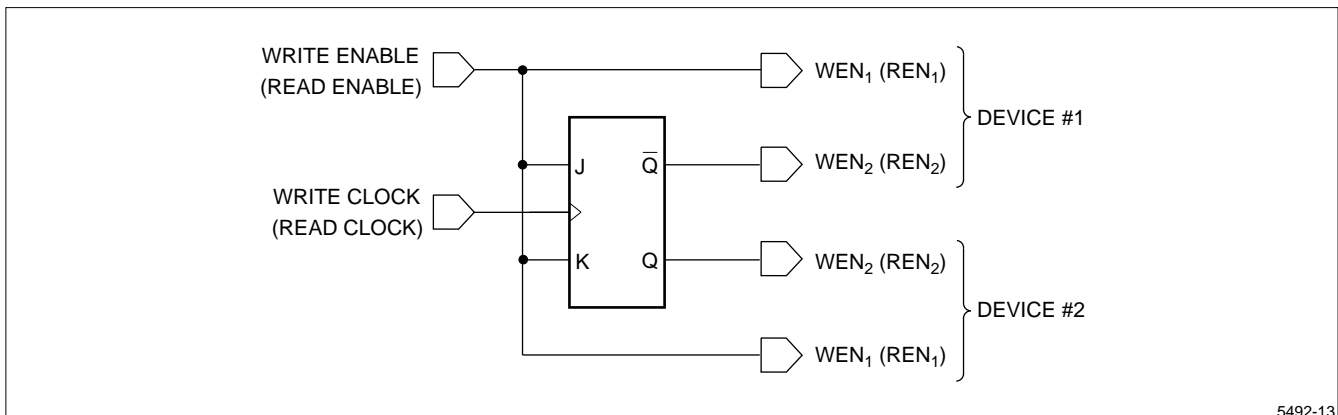 WRITE ENABLE
(READ ENABLE)
WEN₁ (REN₁)
DEVICE #1
J
Q̅
WEN₂ (REN₂)
WRITE CLOCK
(READ CLOCK)
K
Q
WEN₂ (REN₂)
DEVICE #2
WEN₁ (REN₁)
5492-13